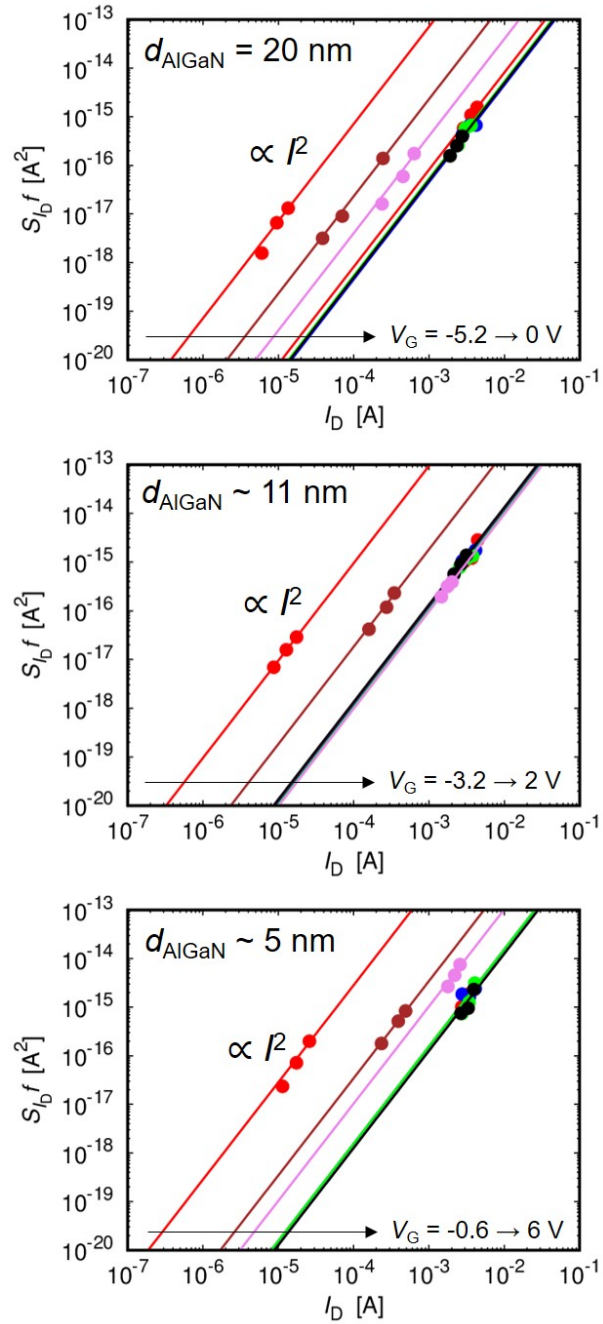 d_AlGaN = 20 nm
10^-13
10^-14
10^-15
10^-16
10^-17
10^-18
10^-19
10^-20
S_I_D f [A^2]
∝ I^2
V_G = -5.2 → 0 V
10^-7 10^-6 10^-5 10^-4 10^-3 10^-2 10^-1
I_D [A]
d_AlGaN ~ 11 nm
10^-13
10^-14
10^-15
10^-16
10^-17
10^-18
10^-19
10^-20
S_I_D f [A^2]
∝ I^2
V_G = -3.2 → 2 V
10^-7 10^-6 10^-5 10^-4 10^-3 10^-2 10^-1
I_D [A]
d_AlGaN ~ 5 nm
10^-13
10^-14
10^-15
10^-16
10^-17
10^-18
10^-19
10^-20
S_I_D f [A^2]
∝ I^2
V_G = -0.6 → 6 V
10^-7 10^-6 10^-5 10^-4 10^-3 10^-2 10^-1
I_D [A]